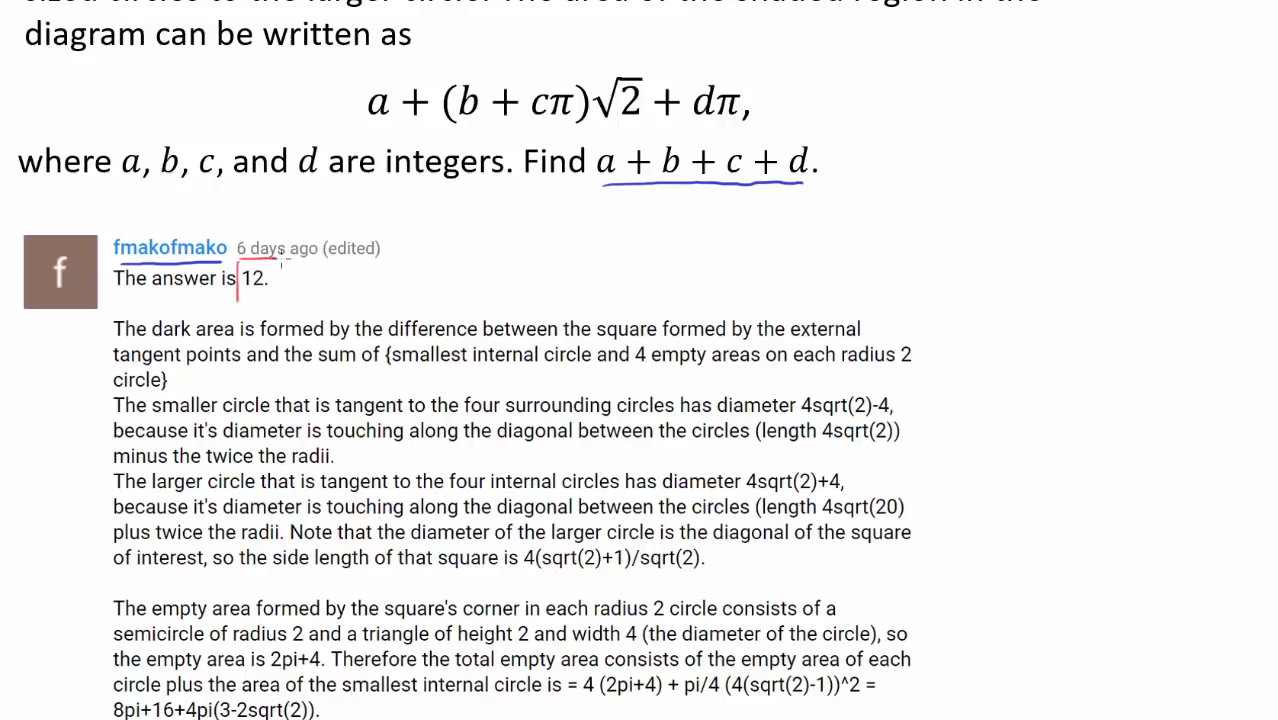 diagram can be written as
a + (b + cπ)√2 + dπ,
where a, b, c, and d are integers. Find a + b + c + d.
f
fmakofmako 6 days ago (edited)
The answer is 12.
The dark area is formed by the difference between the square formed by the external
tangent points and the sum of {smallest internal circle and 4 empty areas on each radius 2
circle}
The smaller circle that is tangent to the four surrounding circles has diameter 4sqrt(2)-4,
because it's diameter is touching along the diagonal between the circles (length 4sqrt(2))
minus the twice the radii.
The larger circle that is tangent to the four internal circles has diameter 4sqrt(2)+4,
because it's diameter is touching along the diagonal between the circles (length 4sqrt(20)
plus twice the radii. Note that the diameter of the larger circle is the diagonal of the square
of interest, so the side length of that square is 4(sqrt(2)+1)/sqrt(2).
The empty area formed by the square's corner in each radius 2 circle consists of a
semicircle of radius 2 and a triangle of height 2 and width 4 (the diameter of the circle), so
the empty area is 2pi+4. Therefore the total empty area consists of the empty area of each
circle plus the area of the smallest internal circle is = 4 (2pi+4) + pi/4 (4(sqrt(2)-1))^2 =
8pi+16+4pi(3-2sqrt(2)).